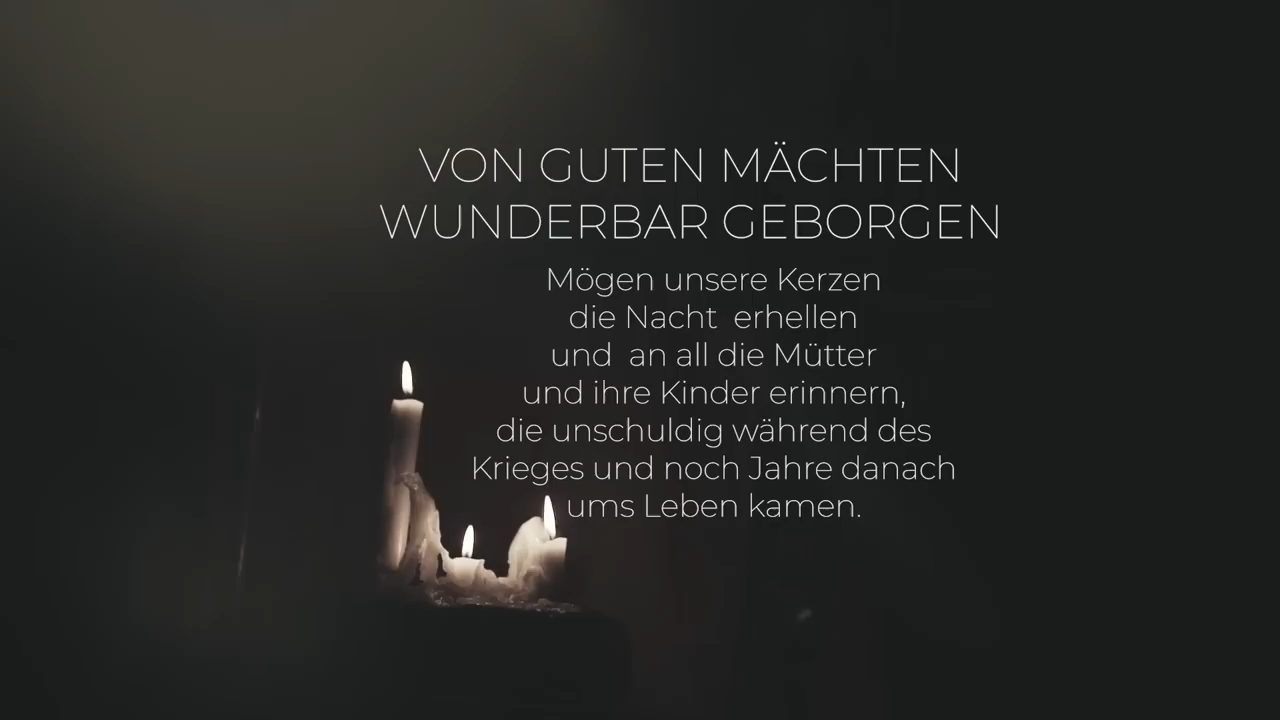 VON GUTEN MÄCHTEN
WUNDERBAR GEBORGEN
Mögen unsere Kerzen
die Nacht  erhellen
und  an all die Mütter
und ihre Kinder erinnern,
die unschuldig während des
Krieges und noch Jahre danach
ums Leben kamen.